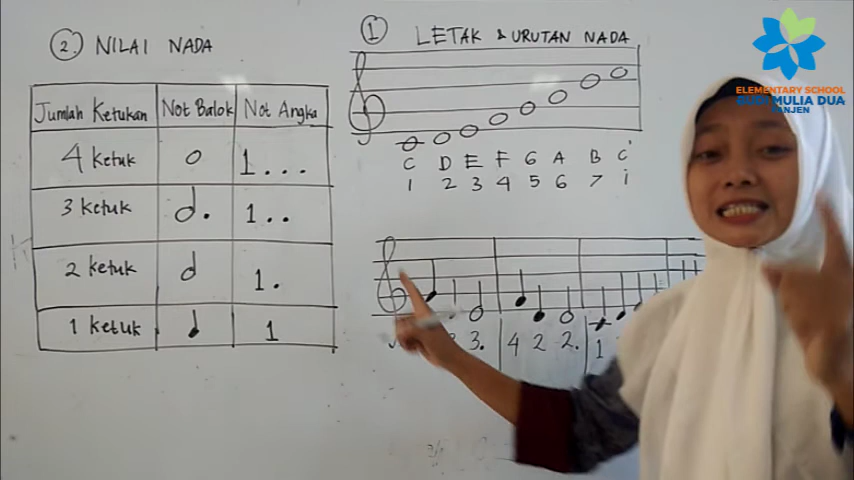 2. NILAI NADA
Jumlah Ketukan Not Balok Not Angka
4 ketuk 1...
3 ketuk 1..
2 ketuk 1.
1 ketuk 1
1 LETAK & URUTAN NADA
C D E F G A B C
1 2 3 4 5 6 7 i
3. 4 2 2. 1
ELEMENTARY SCHOOL
BUDI MULIA DUA